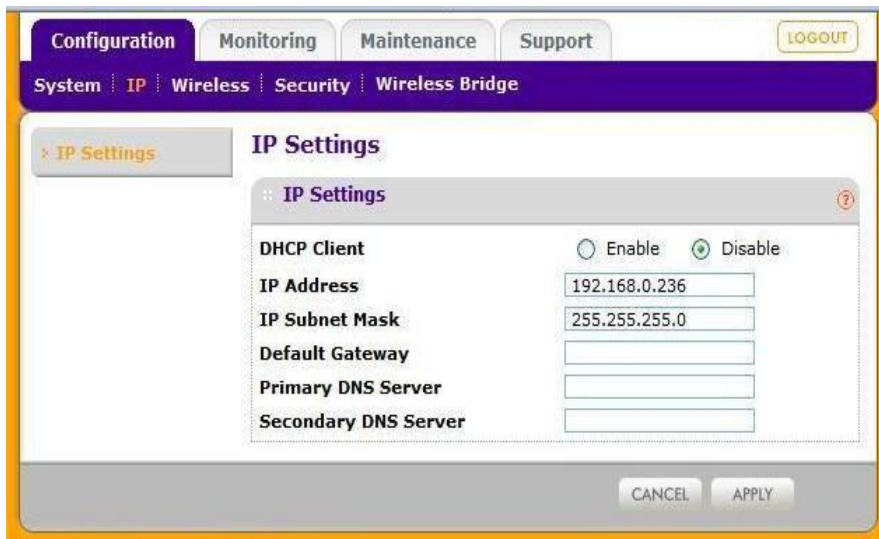 Configuration Monitoring Maintenance Support LOGOUT
System IP Wireless Security Wireless Bridge
IP Settings
IP Settings
IP Settings
?
DHCP Client Enable Disable
IP Address 192.168.0.236
IP Subnet Mask 255.255.255.0
Default Gateway
Primary DNS Server
Secondary DNS Server
CANCEL APPLY